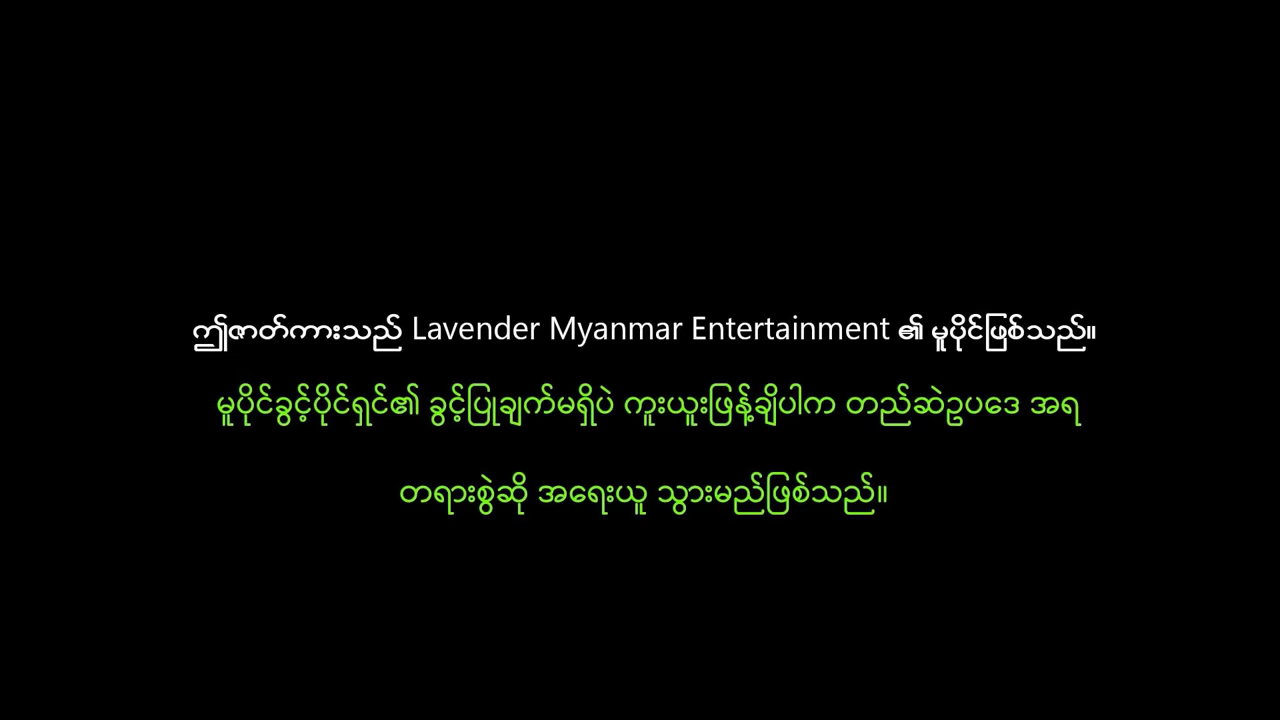 ဤဇာတ်ကားသည် Lavender Myanmar Entertainment ၏ မူပိုင်ဖြစ်သည်။
မူပိုင်ခွင့်ပိုင်ရှင်၏ ခွင့်ပြုချက်မရှိပဲ ကူးယူးဖြန့်ချိပါက တည်ဆဲဥပဒေ အရ
တရားစွဲဆို အရေးယူ သွားမည်ဖြစ်သည်။